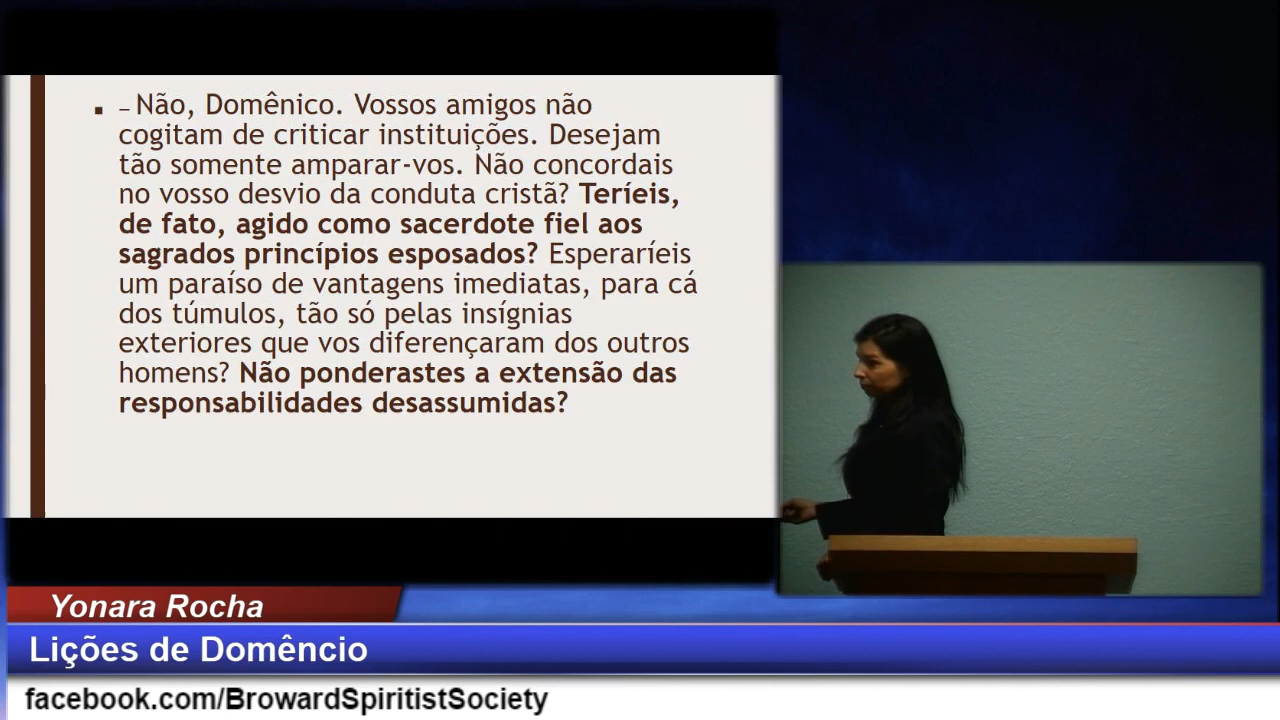 – Não, Domênico. Vossos amigos não
cogitam de criticar instituições. Desejam
tão somente amparar-vos. Não concordais
no vosso desvio da conduta cristã? Teríeis,
de fato, agido como sacerdote fiel aos
sagrados princípios esposados? Esperaríeis
um paraíso de vantagens imediatas, para cá
dos túmulos, tão só pelas insígnias
exteriores que vos diferençaram dos outros
homens? Não ponderastes a extensão das
responsabilidades desassumidas?
Yonara Rocha
Lições de Domêncio
facebook.com/BrowardSpiritistSociety